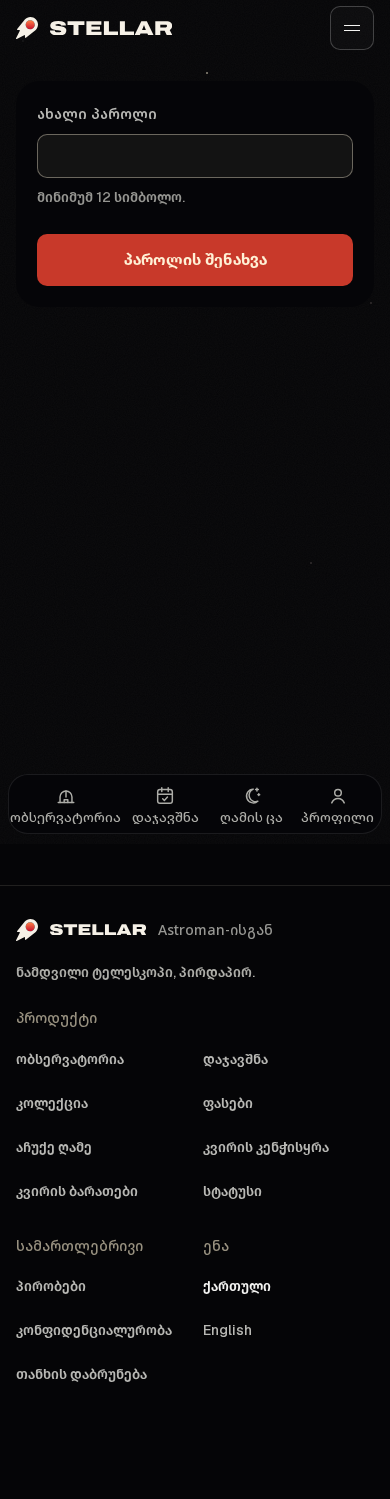 STELLAR
ახალი პაროლი
მინიმუმ 12 სიმბოლო.
პაროლის შენახვა
ობსერვატორია დაჯავშნა ღამის ცა პროფილი
STELLAR Astroman-ისგან
ნამდვილი ტელესკოპი, პირდაპირ.
პროდუქტი
ობსერვატორია დაჯავშნა
კოლექცია ფასები
აჩუქე ღამე კვირის კენჭისყრა
კვირის ბარათები სტატუსი
სამართლებრივი ენა
პირობები ქართული
კონფიდენციალურობა English
თანხის დაბრუნება